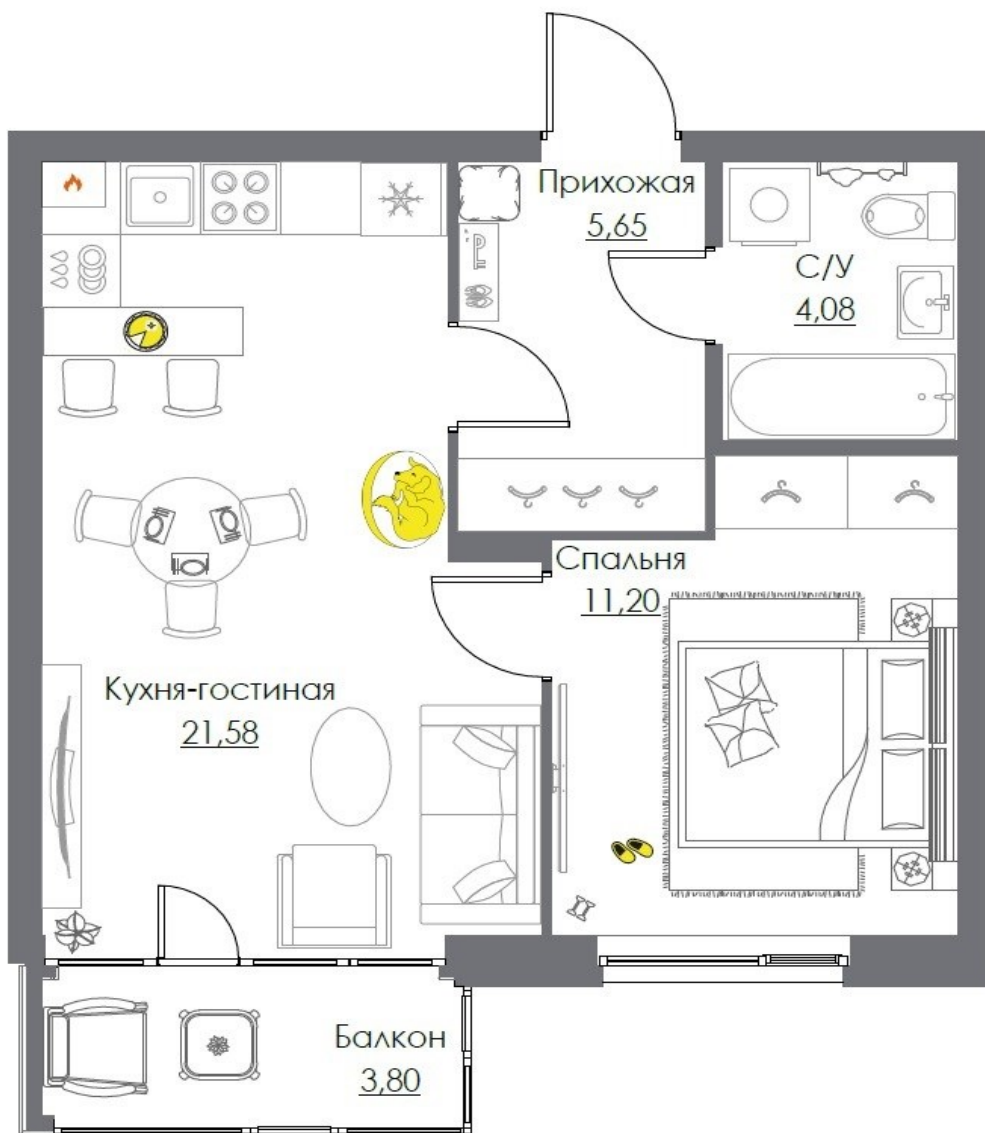 Прихожая
5,65
С/У
4,08
Спальня
11,20
Кухня-гостиная
21,58
Балкон
3,80